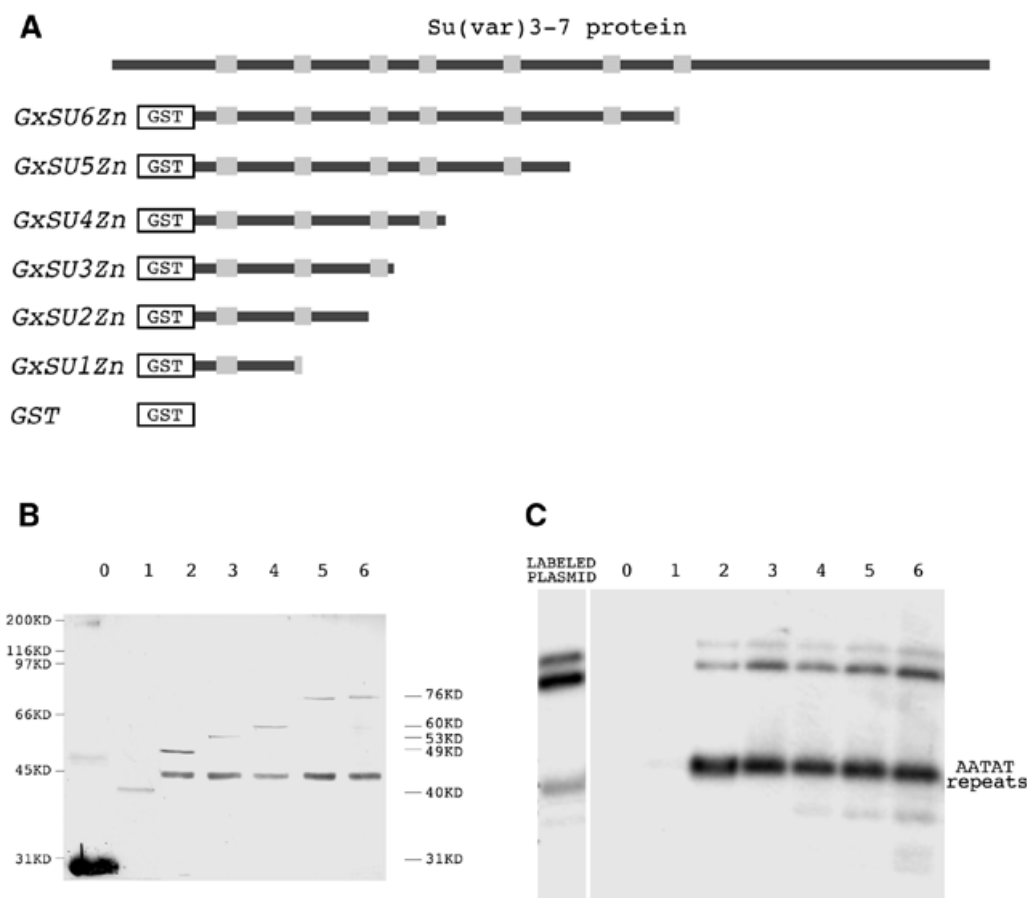 A
Su(var)3-7 protein
GxSU6Zn GST
GxSU5Zn GST
GxSU4Zn GST
GxSU3Zn GST
GxSU2Zn GST
GxSU1Zn GST
GST GST
B
0 1 2 3 4 5 6
200KD
116KD
97KD
66KD
45KD
31KD
76KD
60KD
53KD
49KD
40KD
31KD
C
LABELED
PLASMID
0 1 2 3 4 5 6
AATAT
repeats